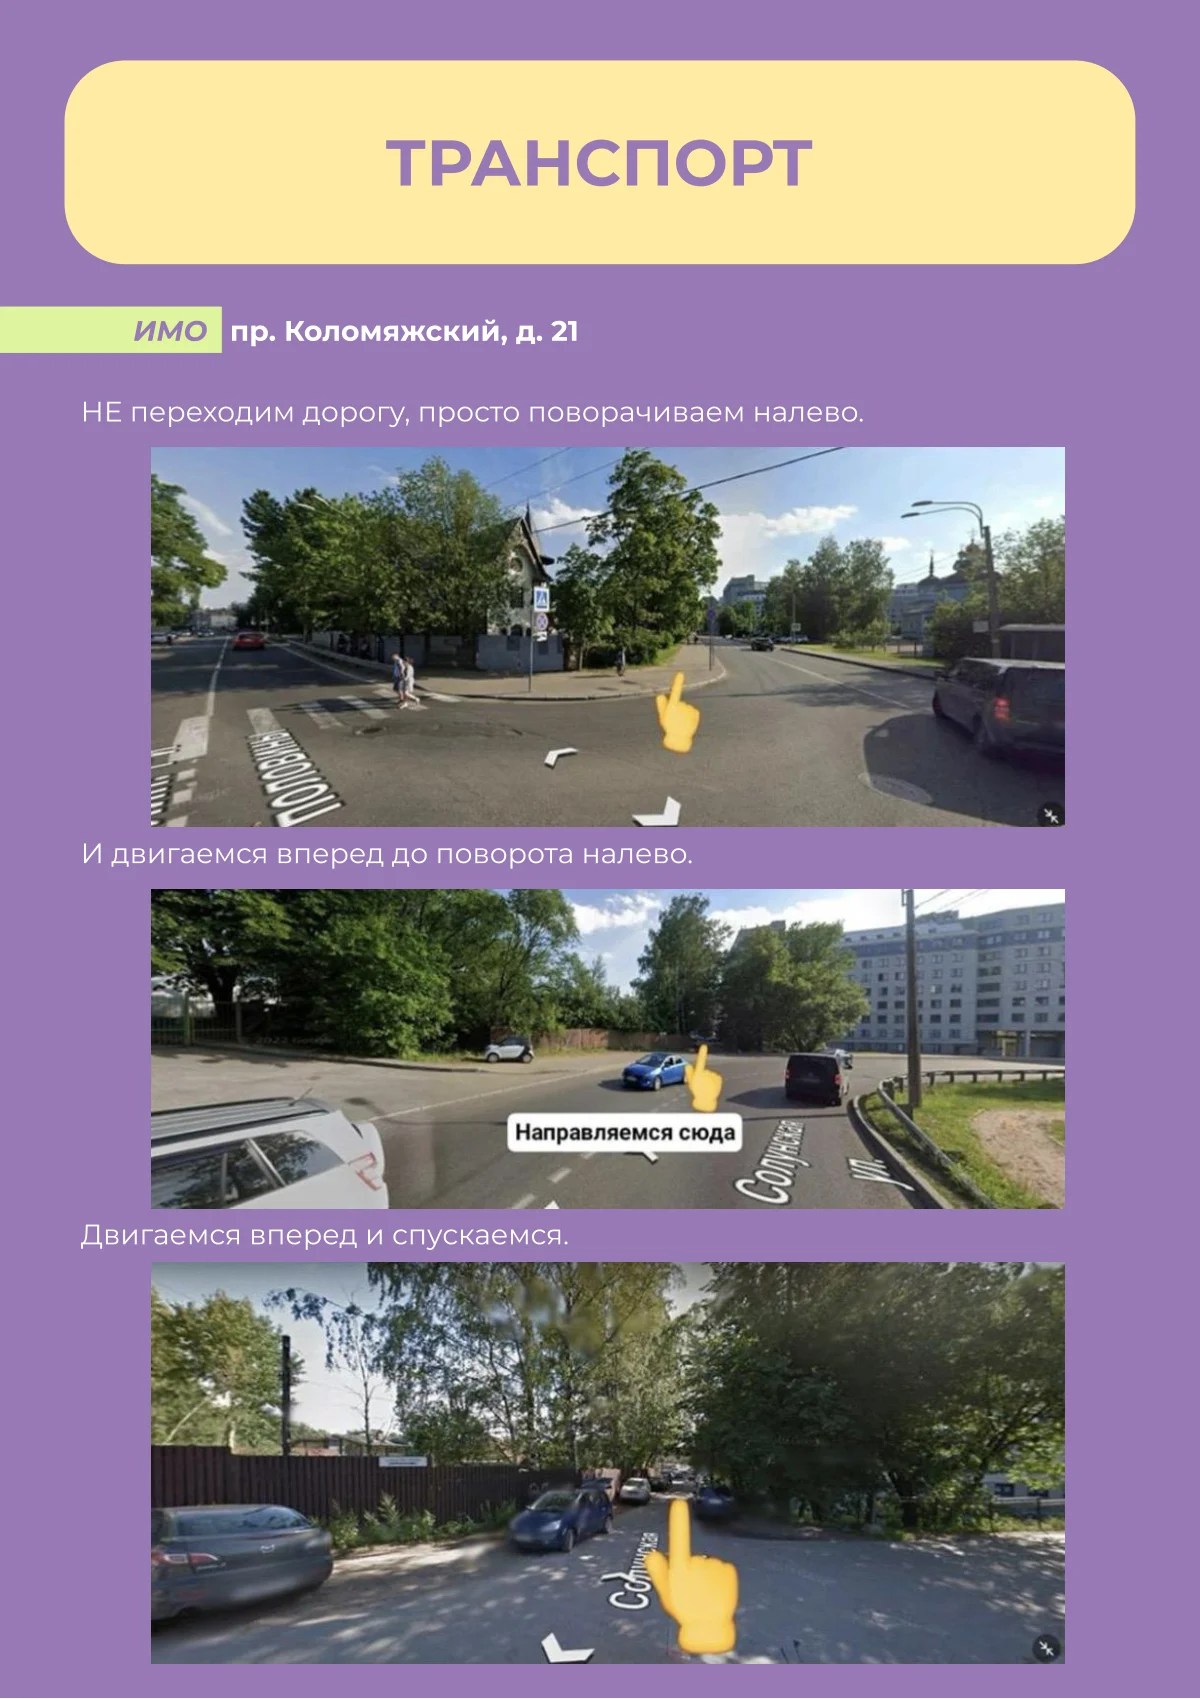 ТРАНСПОРТ
ИМО пр. Коломяжский, д. 21
НЕ переходим дорогу, просто поворачиваем налево.
И двигаемся вперед до поворота налево.
Направляемся сюда
Солунская ул.
Двигаемся вперед и спускаемся.
Солунская